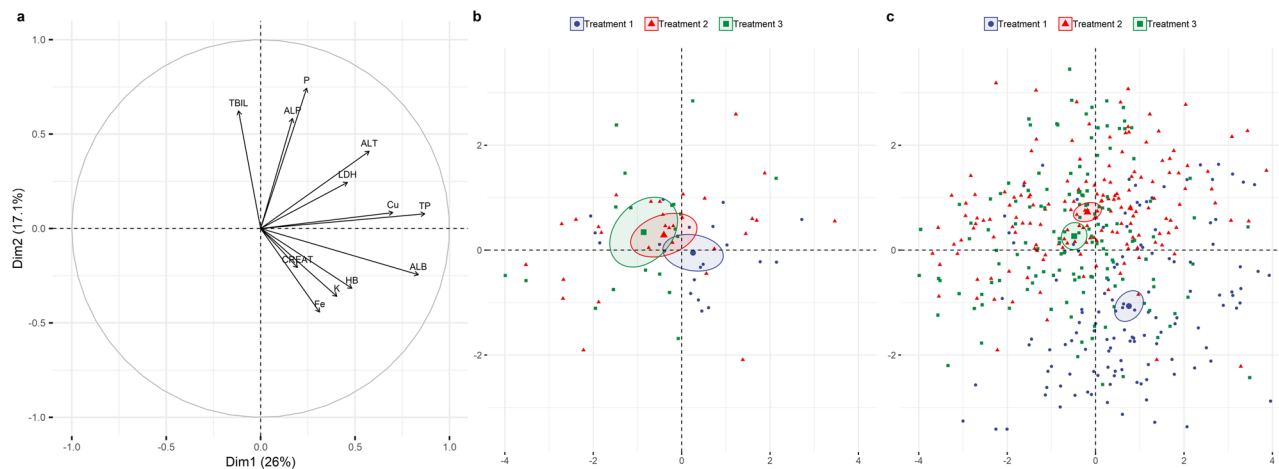 a
1.0
0.5
0.0
-0.5
-1.0
Dim2 (17.1%)
P
TBIL
ALP
ALT
LDH
Cu
TP
CREAT
ALB
HB
K
Fe
-1.0 -0.5 0.0 0.5 1.0
Dim1 (26%)
b
Treatment 1 Treatment 2 Treatment 3
2
0
-2
-4 -2 0 2 4
c
Treatment 1 Treatment 2 Treatment 3
2
0
-2
-4 -2 0 2 4